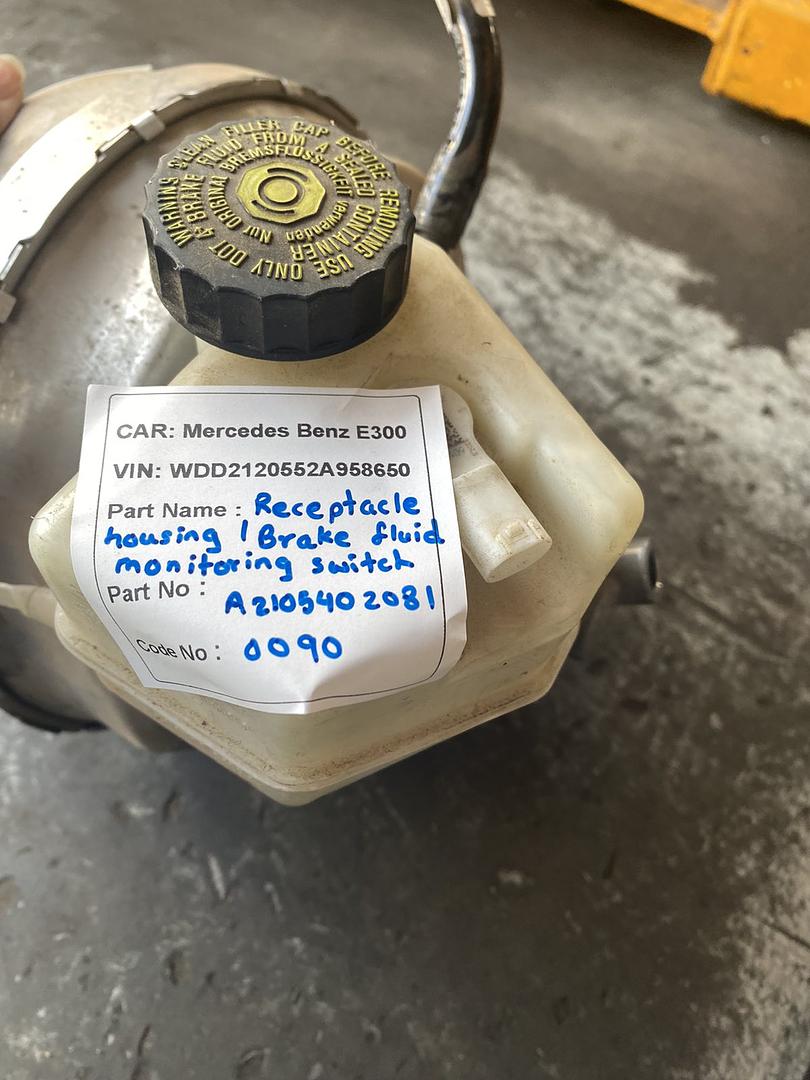 WARNING CLEAN FILLER CAP BEFORE REMOVING
USE ONLY DOT 4 BRAKE FLUID FROM A SEALED CONTAINER
Nur ORIGINAL BREMSFLÜSSIGKEIT verwenden
CAR: Mercedes Benz E300
VIN: WDD2120552A958650
Part Name : Receptacle
housing / Brake fluid
monitoring switch
Part No :
A2105402081
Code No : 0090